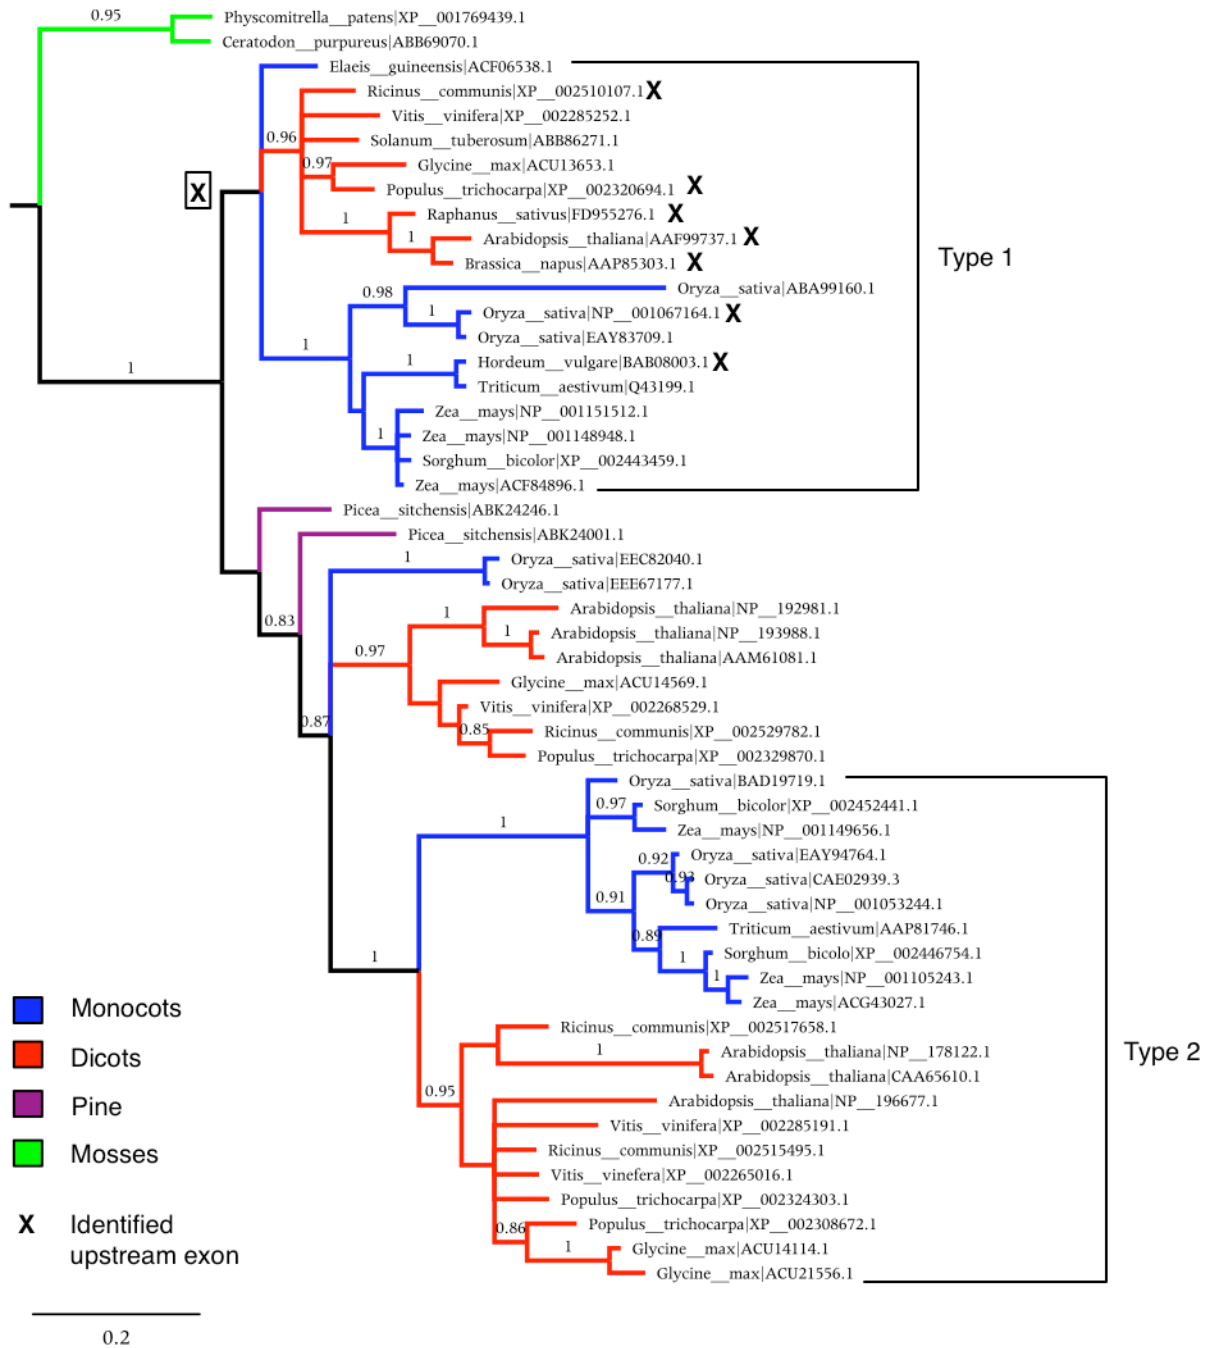 0.95
Physcomitrella__patens|XP__001769439.1
Ceratodon__purpureus|ABB69070.1
Elaeis__guineensis|ACF06538.1
Ricinus__communis|XP__002510107.1 X
Vitis__vinifera|XP__002285252.1
0.96
Solanum__tuberosum|ABB86271.1
0.97
Glycine__max|ACU13653.1
X
Populus__trichocarpa|XP__002320694.1 X
1
Raphanus__sativus|FD955276.1 X
1
Arabidopsis__thaliana|AAF99737.1 X
Brassica__napus|AAP85303.1 X
Type 1
0.98
Oryza__sativa|ABA99160.1
1
Oryza__sativa|NP__001067164.1 X
Oryza__sativa|EAY83709.1
1
1
Hordeum__vulgare|BAB08003.1 X
1
Triticum__aestivum|Q43199.1
Zea__mays|NP__001151512.1
1
Zea__mays|NP__001148948.1
Sorghum__bicolor|XP__002443459.1
Zea__mays|ACF84896.1
Picea__sitchensis|ABK24246.1
Picea__sitchensis|ABK24001.1
1
Oryza__sativa|EEC82040.1
Oryza__sativa|EEE67177.1
1
Arabidopsis__thaliana|NP__192981.1
0.83
1
Arabidopsis__thaliana|NP__193988.1
0.97
Arabidopsis__thaliana|AAM61081.1
Glycine__max|ACU14569.1
Vitis__vinifera|XP__002268529.1
0.87
0.85
Ricinus__communis|XP__002529782.1
Populus__trichocarpa|XP__002329870.1
Oryza__sativa|BAD19719.1
0.97
Sorghum__bicolor|XP__002452441.1
1
Zea__mays|NP__001149656.1
0.92
Oryza__sativa|EAY94764.1
0.93
Oryza__sativa|CAE02939.3
0.91
Oryza__sativa|NP__001053244.1
0.89
Triticum__aestivum|AAP81746.1
1
1
Sorghum__bicolo|XP__002446754.1
1
Zea__mays|NP__001105243.1
Zea__mays|ACG43027.1
Monocots
Ricinus__communis|XP__002517658.1
1
Arabidopsis__thaliana|NP__178122.1
Type 2
Dicots
Arabidopsis__thaliana|CAA65610.1
0.95
Arabidopsis__thaliana|NP__196677.1
Pine
Vitis__vinifera|XP__002285191.1
Ricinus__communis|XP__002515495.1
Mosses
Vitis__vinefera|XP__002265016.1
Populus__trichocarpa|XP__002324303.1
0.86
Populus__trichocarpa|XP__002308672.1
1
Glycine__max|ACU14114.1
Glycine__max|ACU21556.1
X Identified
upstream exon
0.2